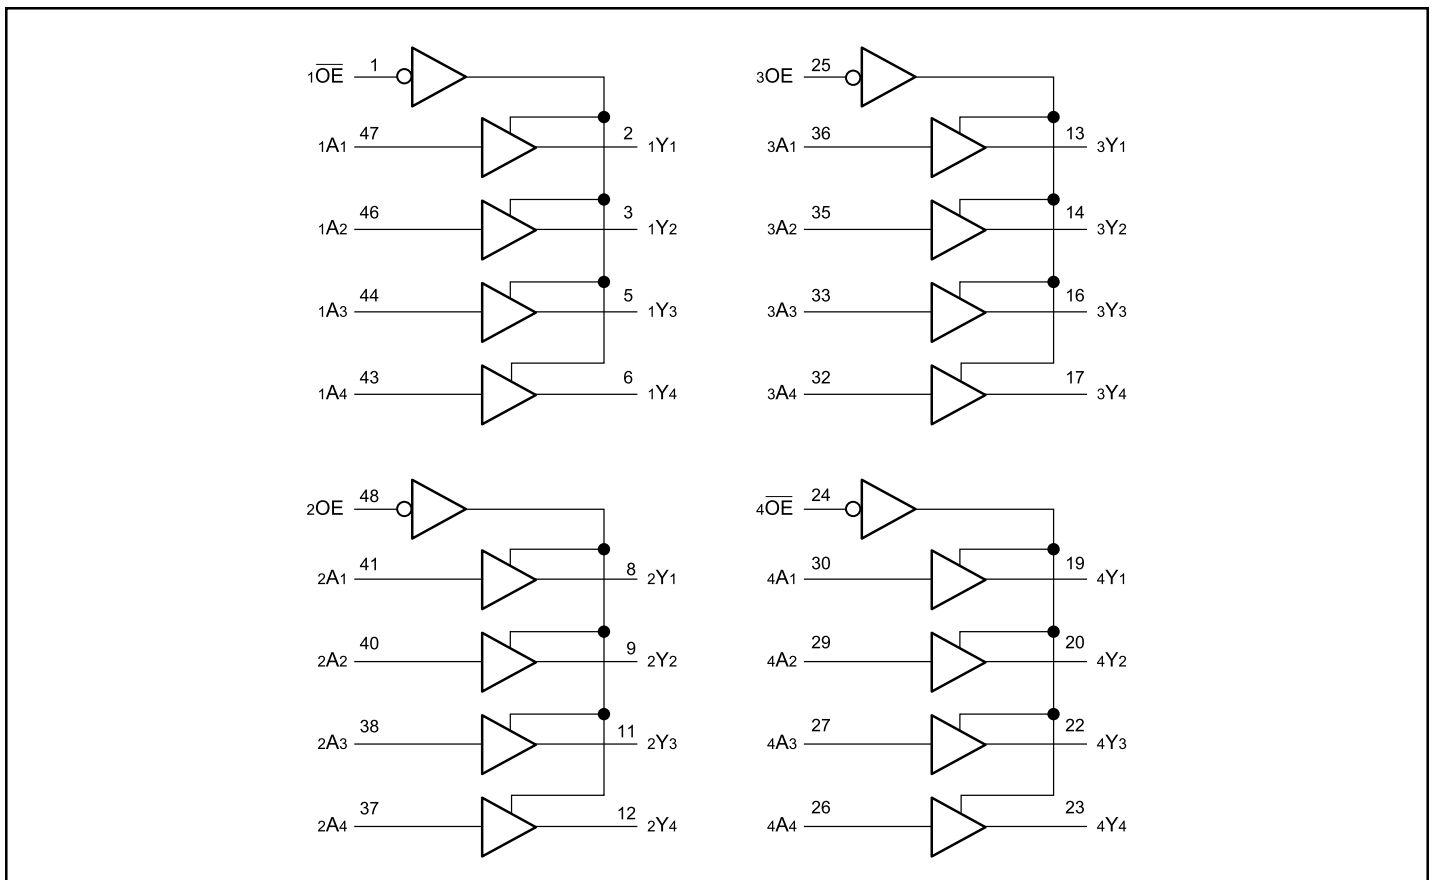 1O̅E̅ 1
1A1 47 2 1Y1
1A2 46 3 1Y2
1A3 44 5 1Y3
1A4 43 6 1Y4
3OE 25
3A1 36 13 3Y1
3A2 35 14 3Y2
3A3 33 16 3Y3
3A4 32 17 3Y4
2OE 48
2A1 41 8 2Y1
2A2 40 9 2Y2
2A3 38 11 2Y3
2A4 37 12 2Y4
4O̅E̅ 24
4A1 30 19 4Y1
4A2 29 20 4Y2
4A3 27 22 4Y3
4A4 26 23 4Y4